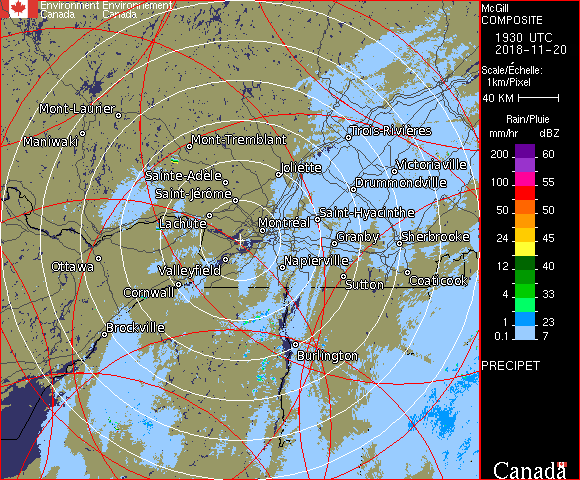 Environment Environnement
Canada Canada
McGill
COMPOSITE
1930 UTC
2018-11-20
Scale/Échelle:
1km/Pixel
40 KM
Rain/Pluie
mm/hr dBZ
200 60
100 55
50 50
24 45
12 40
4 33
1 23
0.1 7
PRECIPET
Canada
Mont-Laurier
Maniwaki
Mont-Tremblant
Trois-Rivières
Sainte-Adèle
Joliette
Victoriaville
Saint-Jérôme
Drummondville
Lachute
Montréal
Saint-Hyacinthe
Granby
Sherbrooke
Ottawa
Valleyfield
Napierville
Cornwall
Sutton
Coaticook
Brockville
Burlington